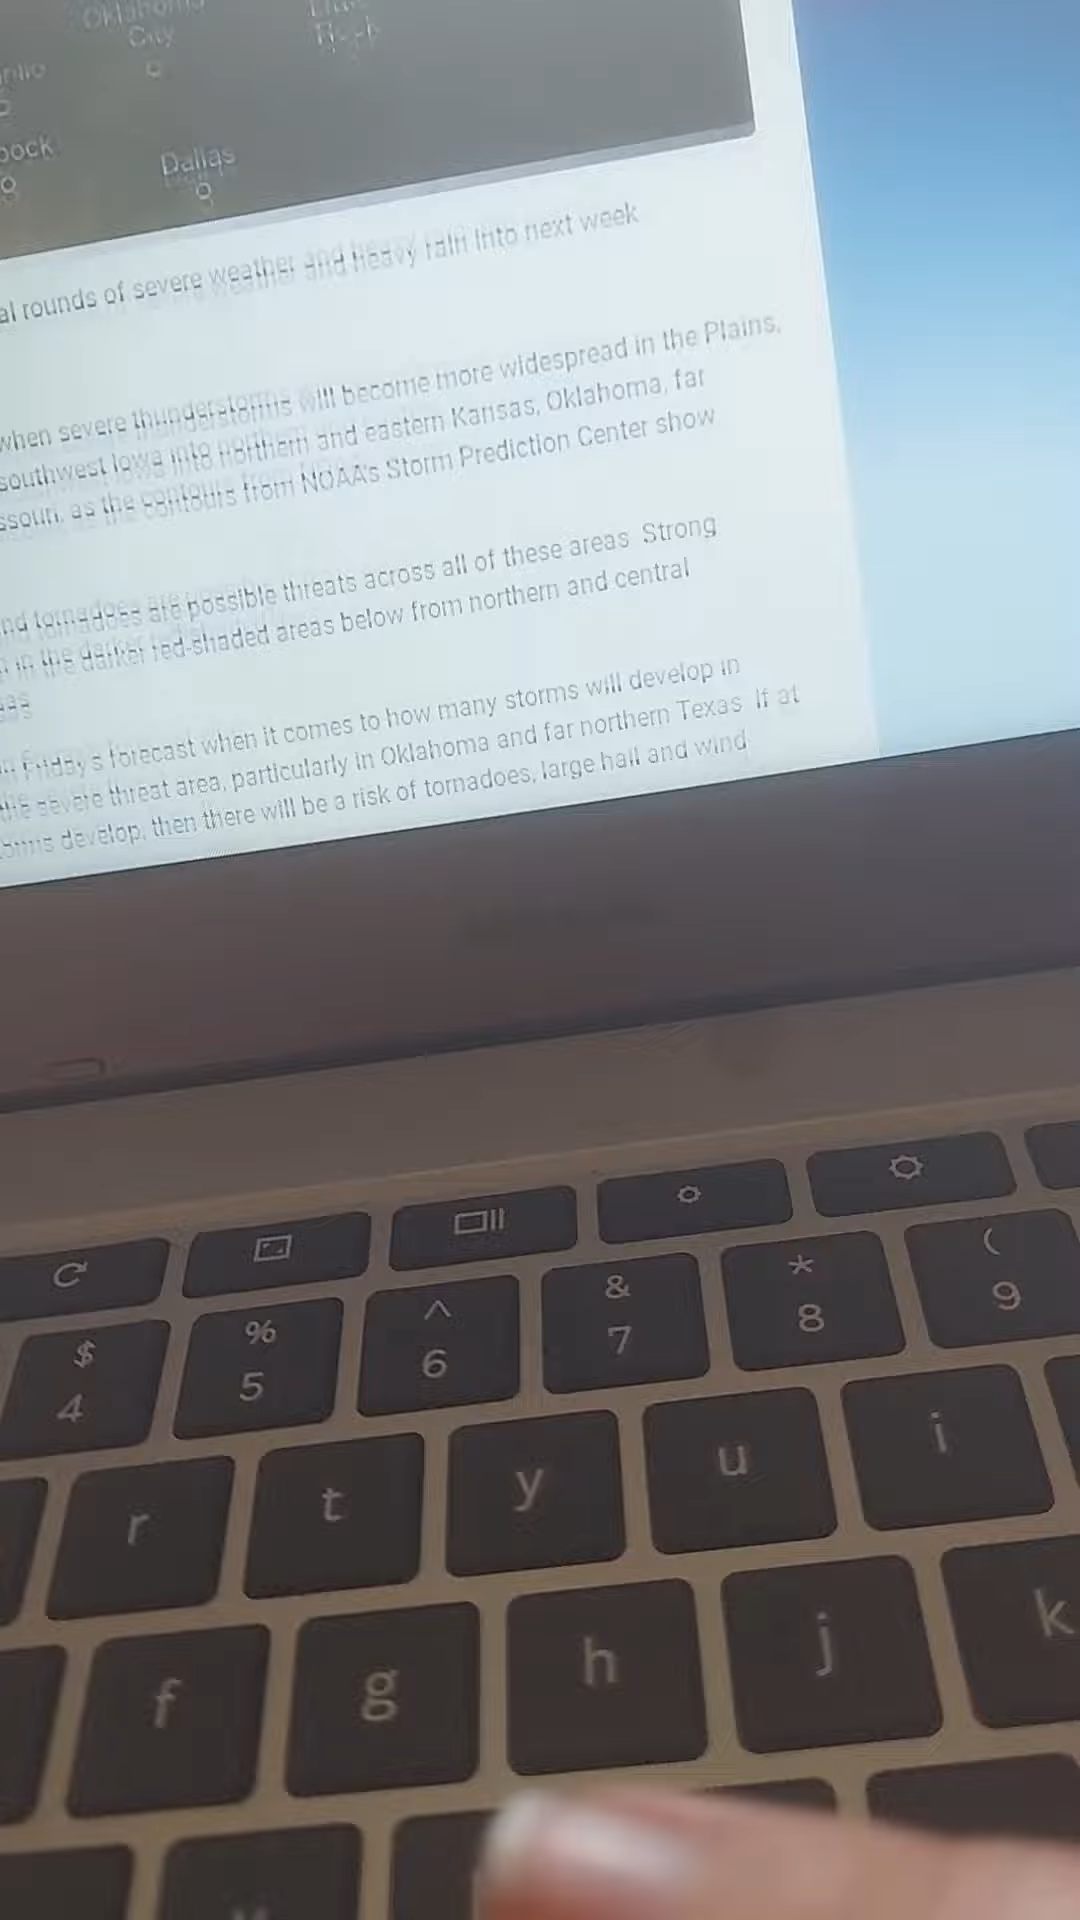 Oklahoma
City
Dallas
rounds of severe weather and heavy rain into next week
when severe thunderstorms will become more widespread in the Plains,
southwest Iowa into northern and eastern Kansas, Oklahoma, far
as the contours from NOAA's Storm Prediction Center show
tornadoes are possible threats across all of these areas Strong
in the darker red-shaded areas below from northern and central
Friday's forecast when it comes to how many storms will develop in
the severe threat area, particularly in Oklahoma and far northern Texas If at
develop, then there will be a risk of tornadoes, large hail and wind
$ % ^ & * (
4 5 6 7 8 9
r t y u i
f g h j k